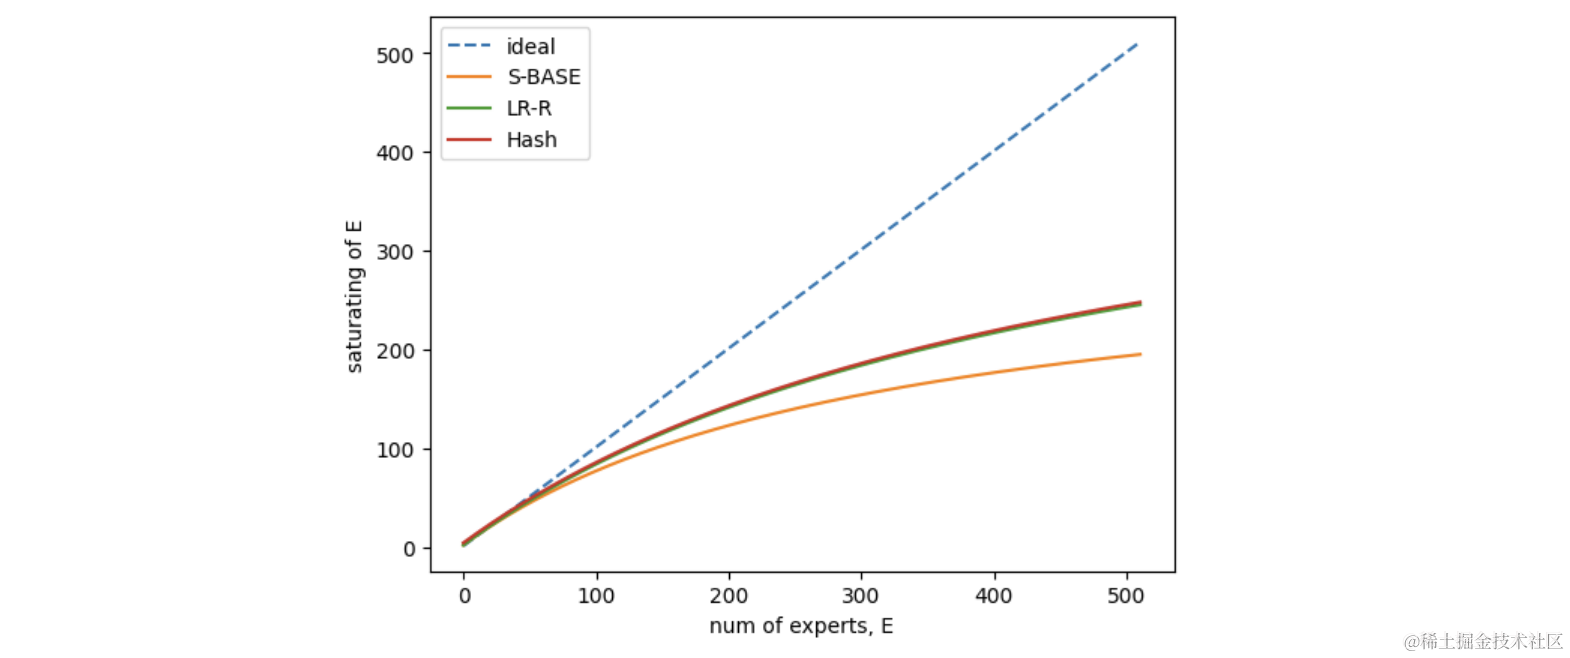 ideal
S-BASE
LR-R
Hash
500
400
300
200
100
0
saturating of E
0 100 200 300 400 500
num of experts, E
@稀土掘金技术社区